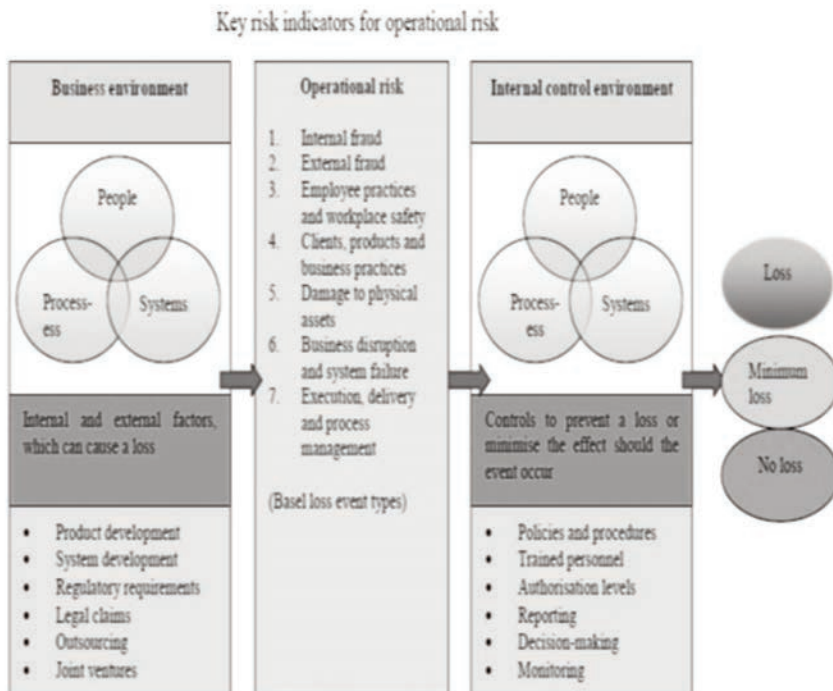 Key risk indicators for operational risk
Business environment
People
Process-
ess
Systems
Internal and external factors,
which can cause a loss
• Product development
• System development
• Regulatory requirements
• Legal claims
• Outsourcing
• Joint ventures
Operational risk
1. Internal fraud
2. External fraud
3. Employee practices
and workplace safety
4. Clients, products and
business practices
5. Damage to physical
assets
6. Business disruption
and system failure
7. Execution, delivery
and process
management
(Basel loss event types)
Internal control environment
People
Process-
ess
Systems
Controls to prevent a loss or
minimise the effect should the
event occur
• Policies and procedures
• Trained personnel
• Authorisation levels
• Reporting
• Decision-making
• Monitoring
Loss
Minimum
loss
No loss